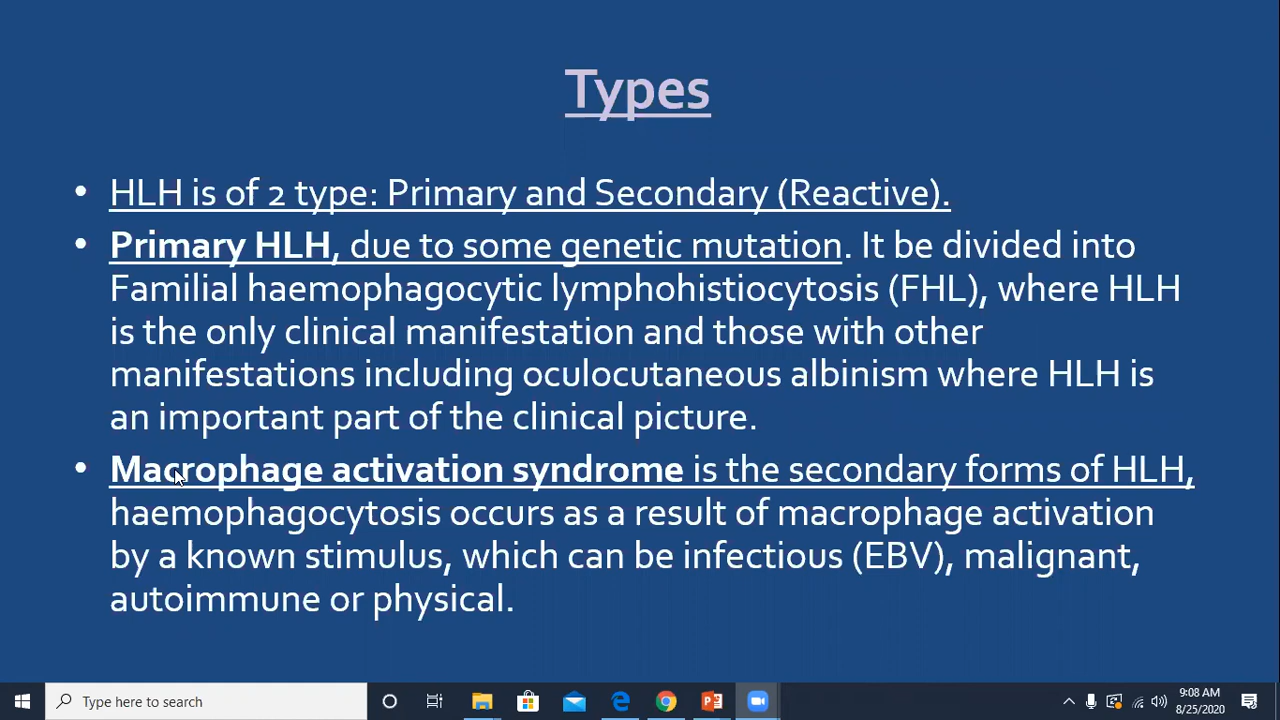 Types
• HLH is of 2 type: Primary and Secondary (Reactive).
• Primary HLH, due to some genetic mutation. It be divided into
Familial haemophagocytic lymphohistiocytosis (FHL), where HLH
is the only clinical manifestation and those with other
manifestations including oculocutaneous albinism where HLH is
an important part of the clinical picture.
• Macrophage activation syndrome is the secondary forms of HLH,
haemophagocytosis occurs as a result of macrophage activation
by a known stimulus, which can be infectious (EBV), malignant,
autoimmune or physical.
Type here to search
9:08 AM
8/25/2020